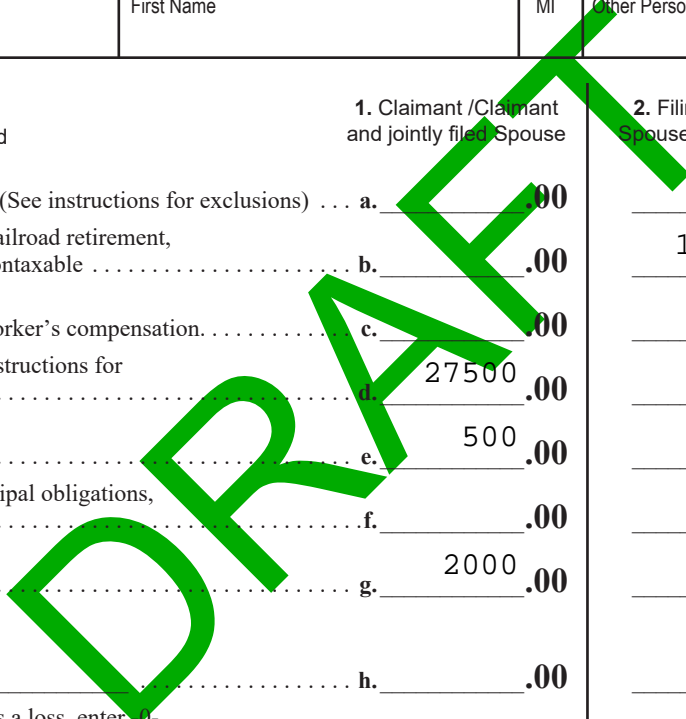 First Name MI Other Perso
1. Claimant /Claimant 2. Fili
d and jointly filed Spouse Spouse
(See instructions for exclusions) . . . a. .00
ailroad retirement, 1
ontaxable . . . . . . . . . . . . . . . . . . . . . . . . . . . . . . . . . . b. .00
orker's compensation. . . . . . . . . . . . . . . . . . . c. .00
structions for 27500
. . . . . . . . . . . . . . . . . . . . . . . . . . . . . . . . . . . . . . . . . . . . . d. .00
500
. . . . . . . . . . . . . . . . . . . . . . . . . . . . . . . . . . . . . . . . . . . . . e. .00
ipal obligations,
. . . . . . . . . . . . . . . . . . . . . . . . . . . . . . . . . . . . . . . . . . . . . f. .00
2000
. . . . . . . . . . . . . . . . . . . . . . . . . . . . . . . . . . . . . . . . . . . . . g. .00
. . . . . . . . . . . . . . . . . . . . . . . . . . h. .00
s a loss, enter -0-
DRAFT